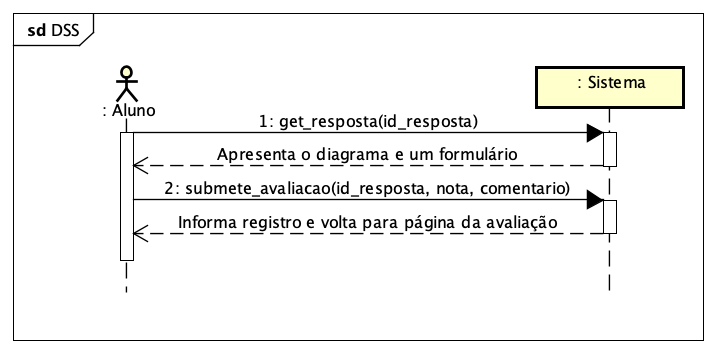 sd DSS
: Aluno
: Sistema
1: get_resposta(id_resposta)
Apresenta o diagrama e um formulário
2: submete_avaliacao(id_resposta, nota, comentario)
Informa registro e volta para página da avaliação